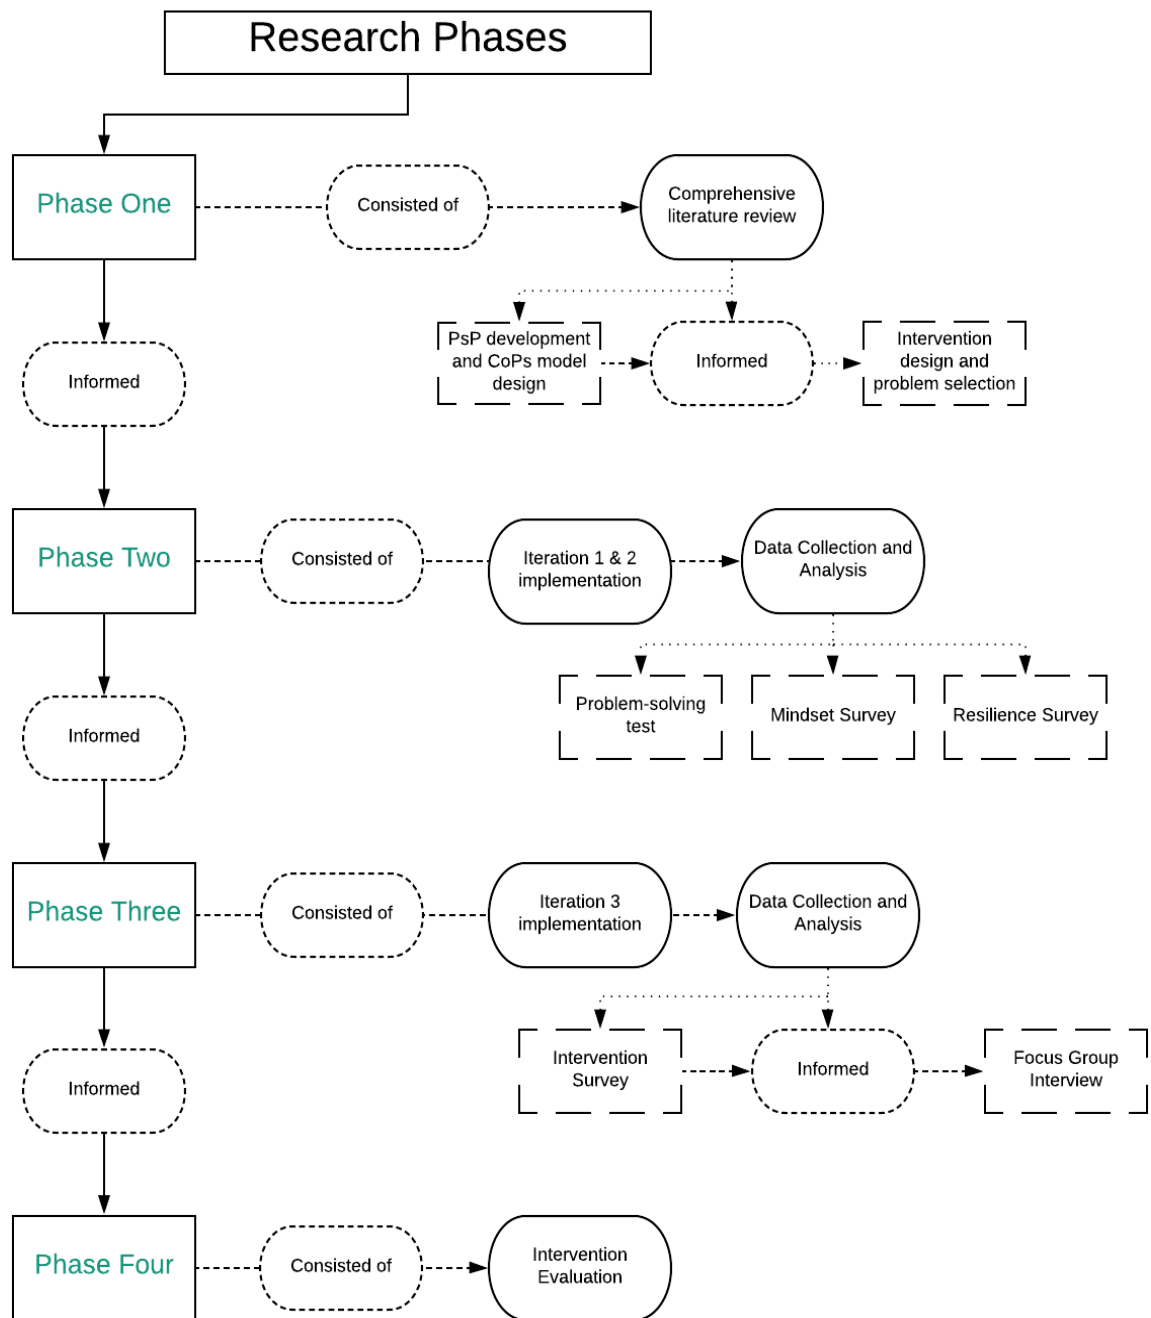 Research Phases
Phase One
Consisted of
Comprehensive
literature review
PsP development
and CoPs model
design
Informed
Intervention
design and
problem selection
Informed
Phase Two
Consisted of
Iteration 1 & 2
implementation
Data Collection and
Analysis
Problem-solving
test
Mindset Survey
Resilience Survey
Informed
Phase Three
Consisted of
Iteration 3
implementation
Data Collection and
Analysis
Intervention
Survey
Informed
Focus Group
Interview
Informed
Phase Four
Consisted of
Intervention
Evaluation